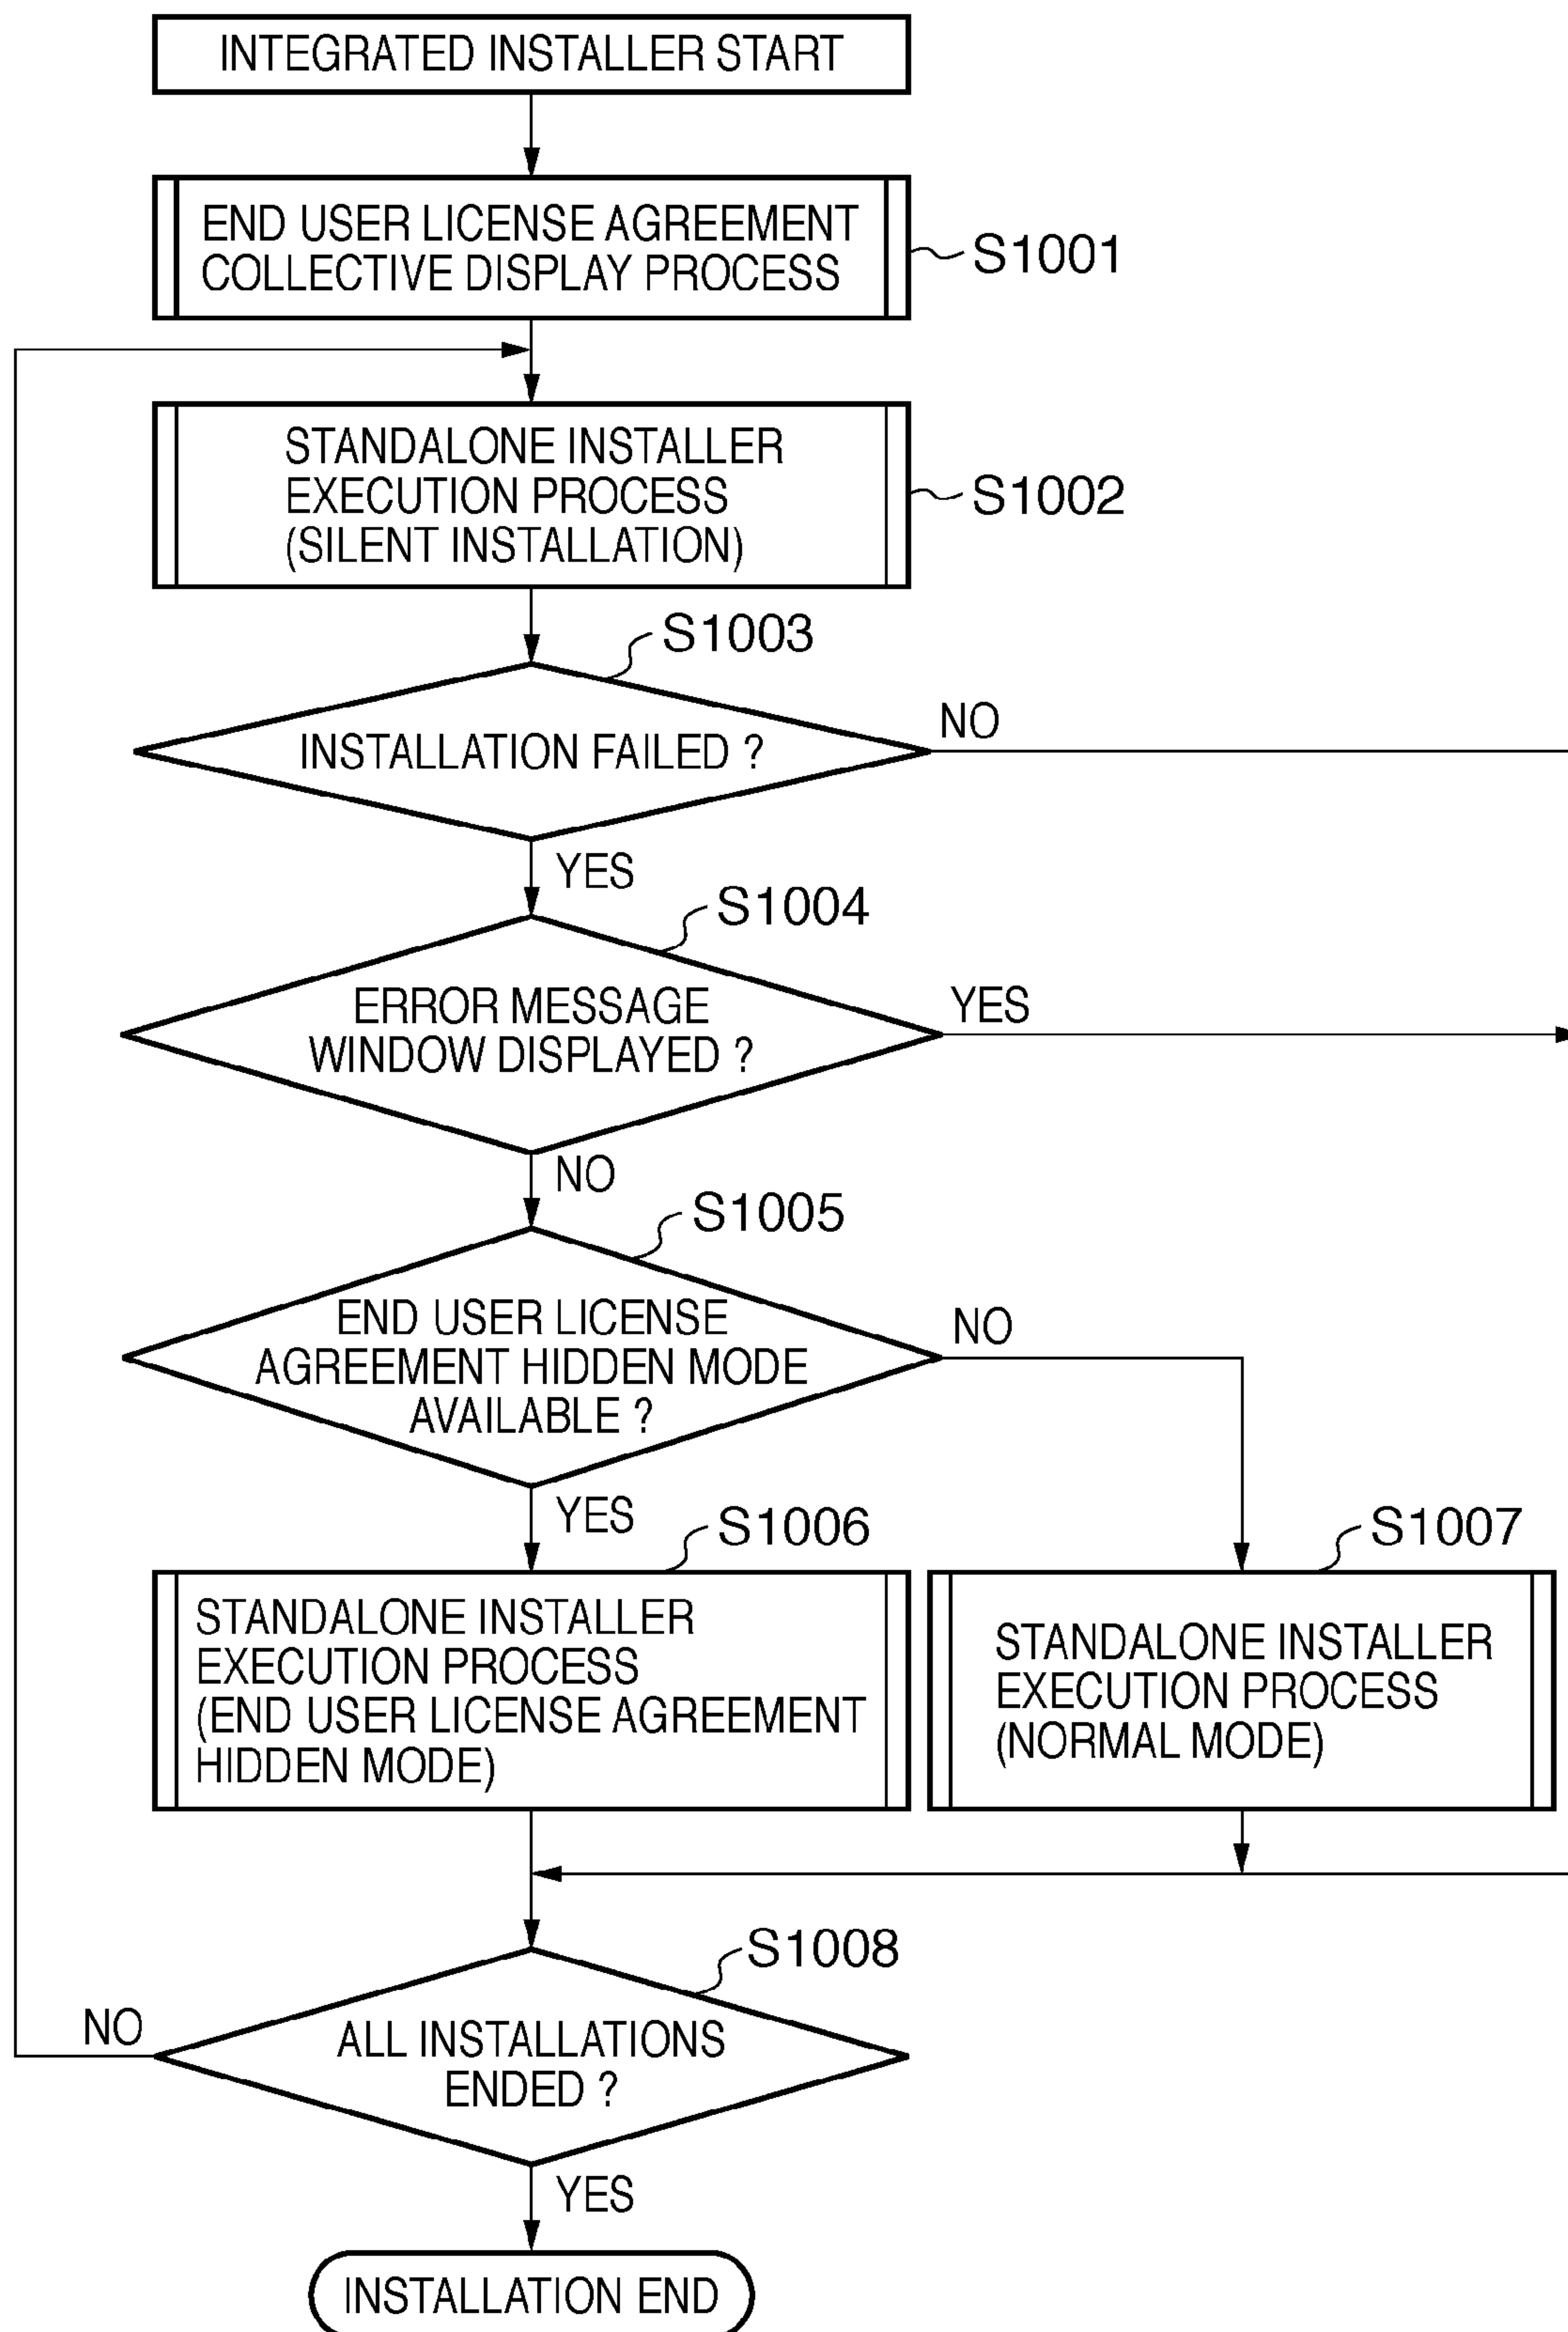 INTEGRATED INSTALLER START
END USER LICENSE AGREEMENT
COLLECTIVE DISPLAY PROCESS
S1001
STANDALONE INSTALLER
EXECUTION PROCESS
(SILENT INSTALLATION)
S1002
S1003
INSTALLATION FAILED ?
NO
YES
S1004
ERROR MESSAGE
WINDOW DISPLAYED ?
YES
NO
S1005
END USER LICENSE
AGREEMENT HIDDEN MODE
AVAILABLE ?
NO
YES
S1006
STANDALONE INSTALLER
EXECUTION PROCESS
(END USER LICENSE AGREEMENT
HIDDEN MODE)
S1007
STANDALONE INSTALLER
EXECUTION PROCESS
(NORMAL MODE)
S1008
ALL INSTALLATIONS
ENDED ?
NO
YES
INSTALLATION END